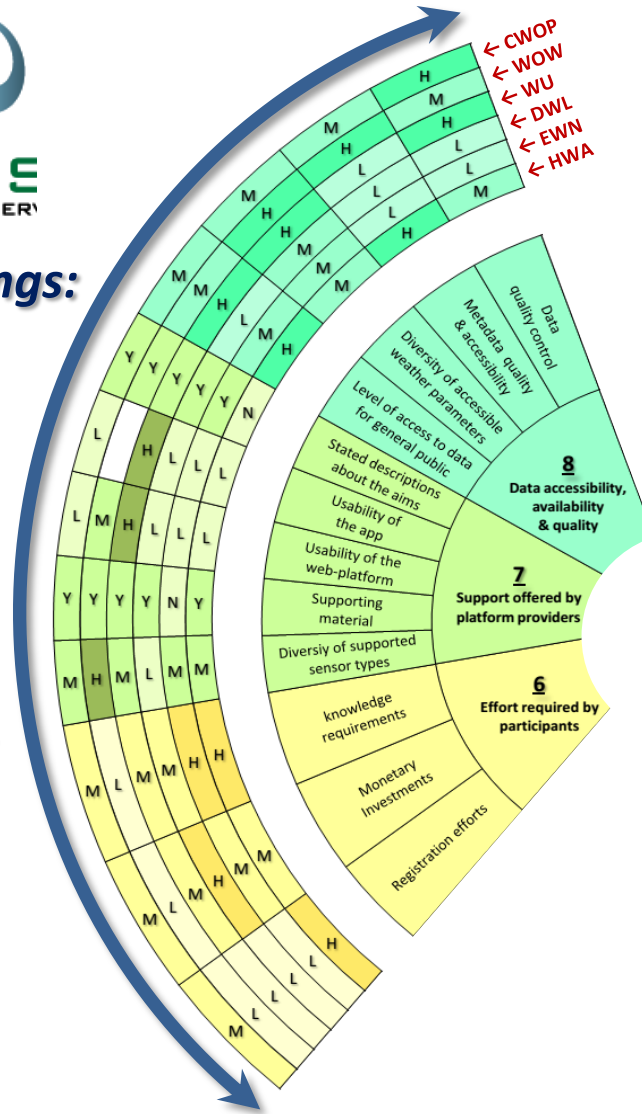 S
ERV
ngs:
← CWOP
← WOW
← WU
← DWL
← EWN
← HWA
H M H L L M
M H L L L H
M H H M M M
M M H L M H
Y Y Y Y Y N
L H L L L
L M H L L L
Y Y Y Y N Y
M H M L M M
M L M M H H
M L M H M M
M L L L L H
Data
quality control
Metadata quality
& accessibility
Diversity of accessible
weather parameters
Level of access to data
for general public
8
Data accessibility,
availability
& quality
Stated descriptions
about the aims
Usability of
the app
Usability of the
web-platform
Supporting
material
Diversiy of supported
sensor types
7
Support offered by
platform providers
knowledge
requirements
Monetary
Investments
Registration efforts
6
Effort required by
participants